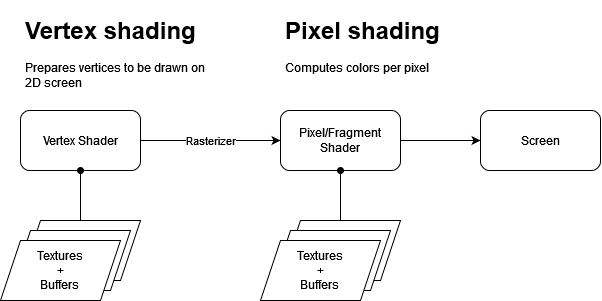 Vertex shading
Prepares vertices to be drawn on
2D screen
Pixel shading
Computes colors per pixel
Vertex Shader
Rasterizer
Pixel/Fragment
Shader
Screen
Textures
+
Buffers
Textures
+
Buffers